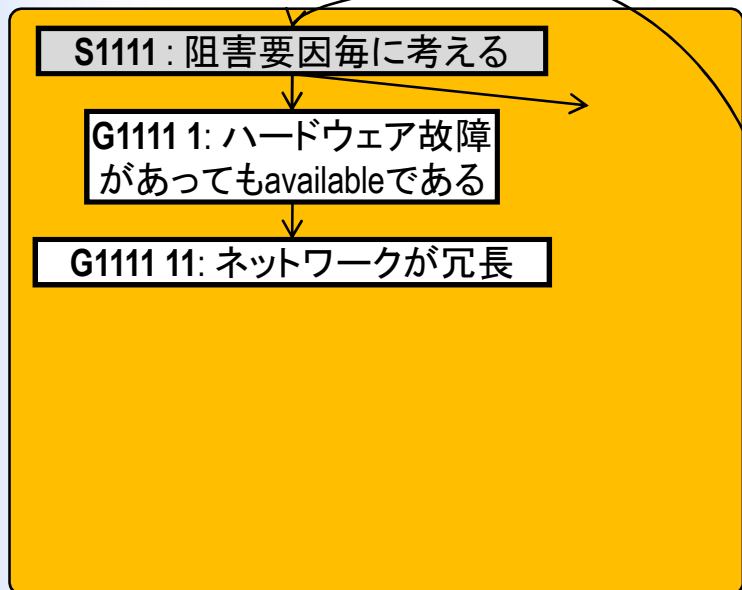 S1111 : 阻害要因毎に考える
G1111 1: ハードウェア故障
があってもavailableである
G1111 11: ネットワークが冗長